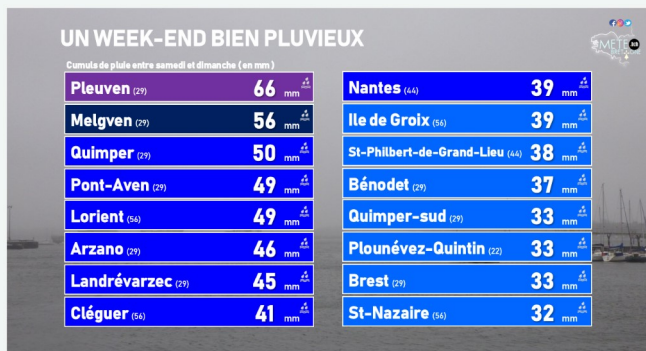 UN WEEK-END BIEN PLUVIEUX
Cumuls de pluie entre samedi et dimanche ( en mm )
Pleuven (29) 66 mm
Melgven (29) 56 mm
Quimper (29) 50 mm
Pont-Aven (29) 49 mm
Lorient (56) 49 mm
Arzano (29) 46 mm
Landrévarzec (29) 45 mm
Cléguer (56) 41 mm
Nantes (44) 39 mm
Ile de Groix (56) 39 mm
St-Philbert-de-Grand-Lieu (44) 38 mm
Bénodet (29) 37 mm
Quimper-sud (29) 33 mm
Plounévez-Quintin (22) 33 mm
Brest (29) 33 mm
St-Nazaire (56) 32 mm
METEO